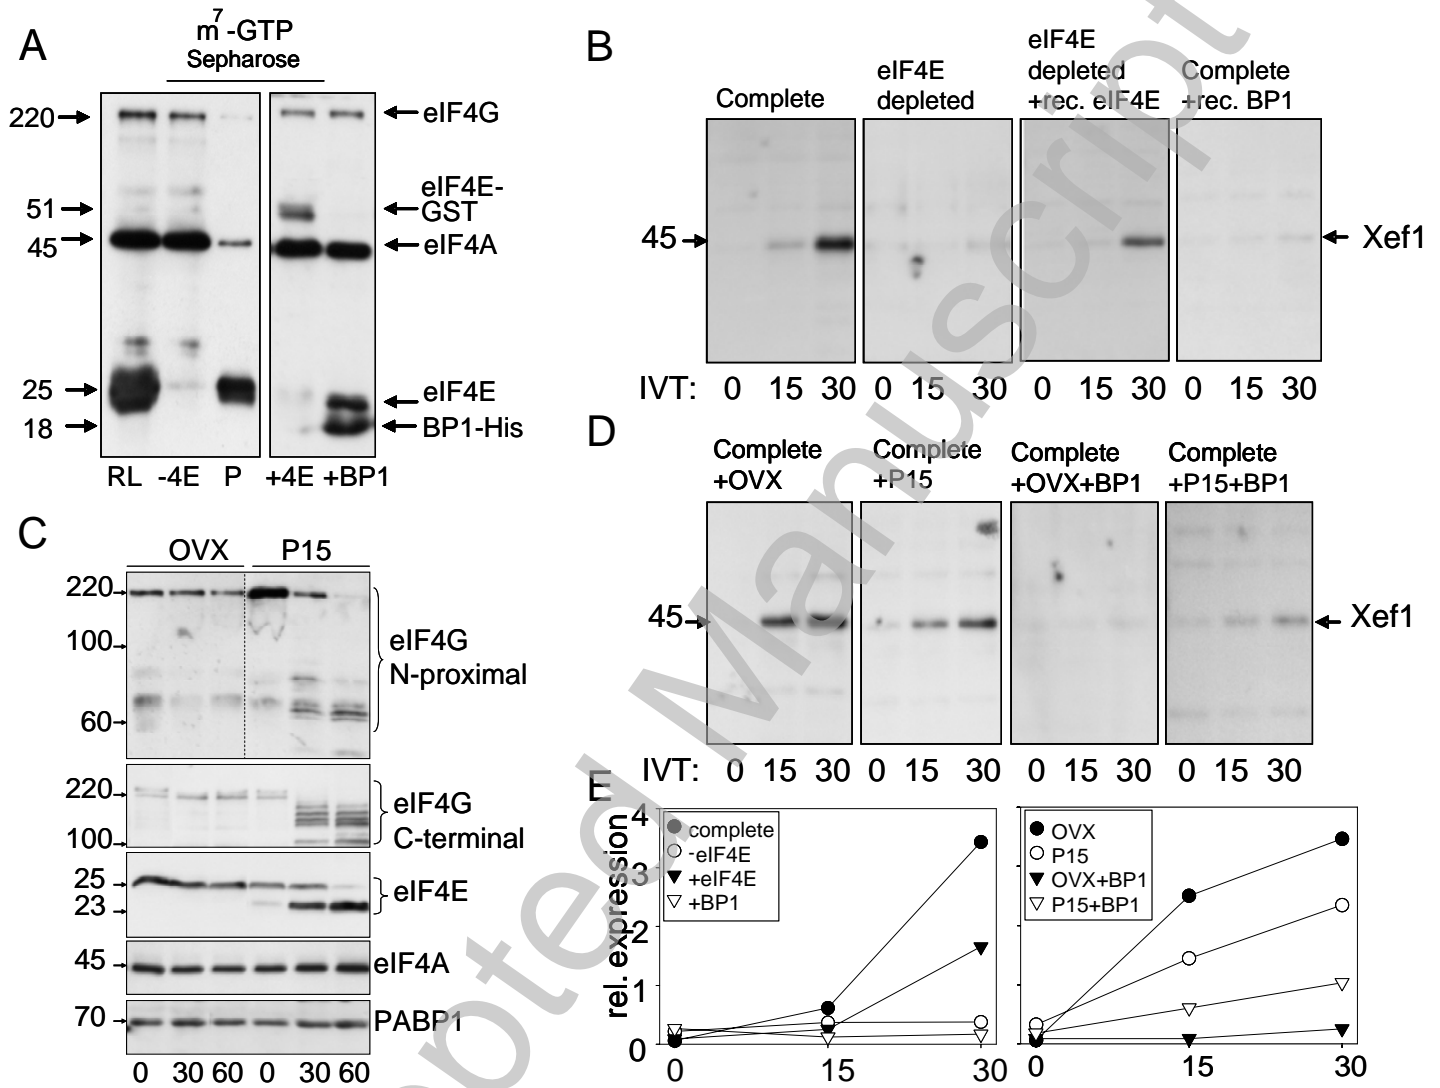 A
m7-GTP
Sepharose
220
51
45
25
18
eIF4G
eIF4E-
GST
eIF4A
eIF4E
BP1-His
RL -4E P +4E +BP1
B
Complete
eIF4E
depleted
eIF4E
depleted
+rec. eIF4E
Complete
+rec. BP1
45
Xef1
IVT: 0 15 30 0 15 30 0 15 30 0 15 30
C
OVX P15
220
100
60
eIF4G
N-proximal
220
100
eIF4G
C-terminal
25
23
eIF4E
45
eIF4A
70
PABP1
0 30 60 0 30 60
D
Complete
+OVX
Complete
+P15
Complete
+OVX+BP1
Complete
+P15+BP1
45
Xef1
IVT: 0 15 30 0 15 30 0 15 30 0 15 30
E
rel. expression
4
3
2
1
0
complete
-eIF4E
+eIF4E
+BP1
0 15 30
OVX
P15
OVX+BP1
P15+BP1
0 15 30
pted Manuscript